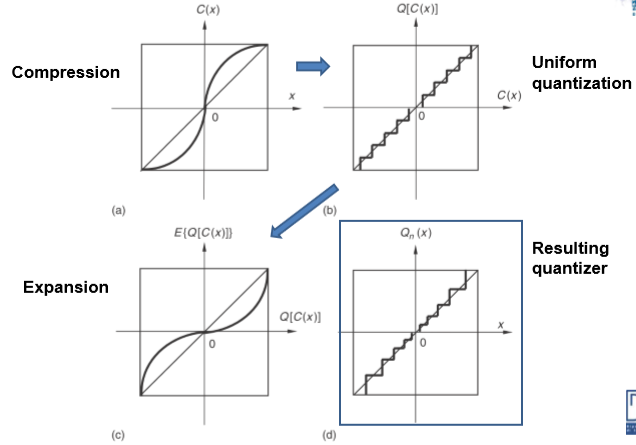 C(x)
Compression
x
0
(a)
Q[C(x)]
Uniform
quantization
C(x)
0
(b)
E{Q[C(x)]}
Expansion
Q[C(x)]
0
(c)
Qn (x)
Resulting
quantizer
x
0
(d)